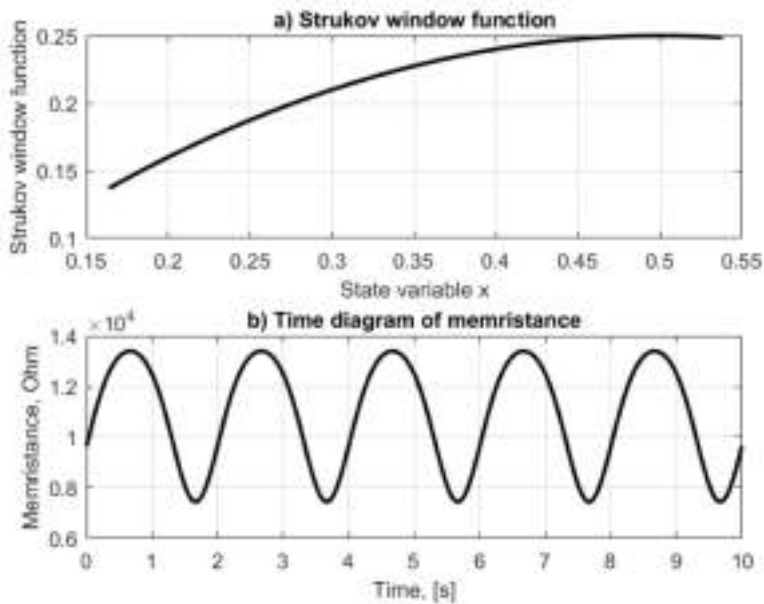 a) Strukov window function
Strukov window function
0.25
0.2
0.15
0.1
0.15 0.2 0.25 0.3 0.35 0.4 0.45 0.5 0.55
State variable x
b) Time diagram of memristance
×10⁴
Memristance, Ohm
1.4
1.2
1
0.8
0.6
0 1 2 3 4 5 6 7 8 9 10
Time, [s]